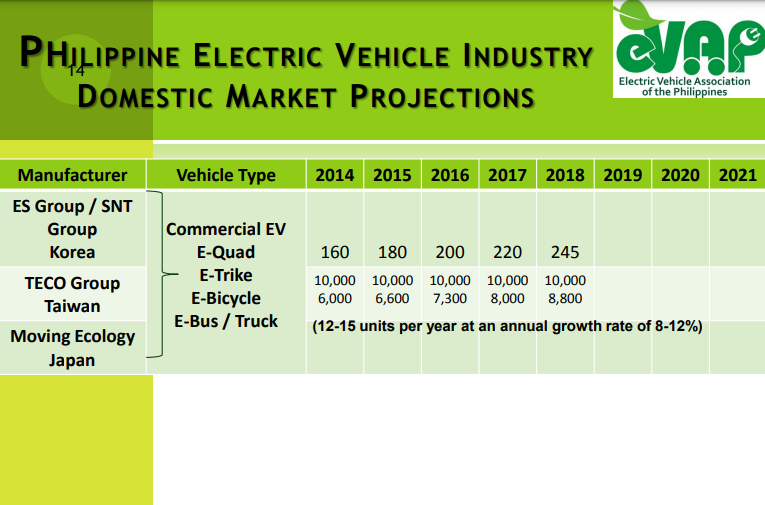 PHILIPPINE ELECTRIC VEHICLE INDUSTRY
14
DOMESTIC MARKET PROJECTIONS
eVAP
Electric Vehicle Association
of the Philippines
Manufacturer Vehicle Type 2014 2015 2016 2017 2018 2019 2020 2021
ES Group / SNT
Group
Korea
TECO Group
Taiwan
Moving Ecology
Japan
Commercial EV
E-Quad 160 180 200 220 245
E-Trike 10,000 10,000 10,000 10,000 10,000
E-Bicycle 6,000 6,600 7,300 8,000 8,800
E-Bus / Truck (12-15 units per year at an annual growth rate of 8-12%)